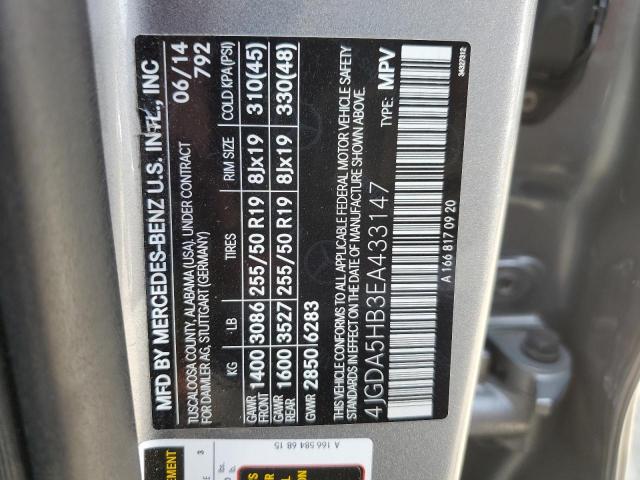 MFD BY MERCEDES-BENZ U.S. INTL., INC
TUSCALOOSA COUNTY, ALABAMA (USA). UNDER CONTRACT
FOR DAIMLER AG, STUTTGART (GERMANY)
06/14
792
KG LB TIRES RIM SIZE COLD KPA(PSI)
GAWR FRONT 1400 3086 255/50 R19 8Jx19 310(45)
GAWR REAR 1600 3527 255/50 R19 8Jx19 330(48)
GVWR 2850 6283
THIS VEHICLE CONFORMS TO ALL APPLICABLE FEDERAL MOTOR VEHICLE SAFETY
STANDARDS IN EFFECT ON THE DATE OF MANUFACTURE SHOWN ABOVE.
4JGDA5HB3EA433147 TYPE: MPV
A 166 817 09 20
A 166 584 68 15
3